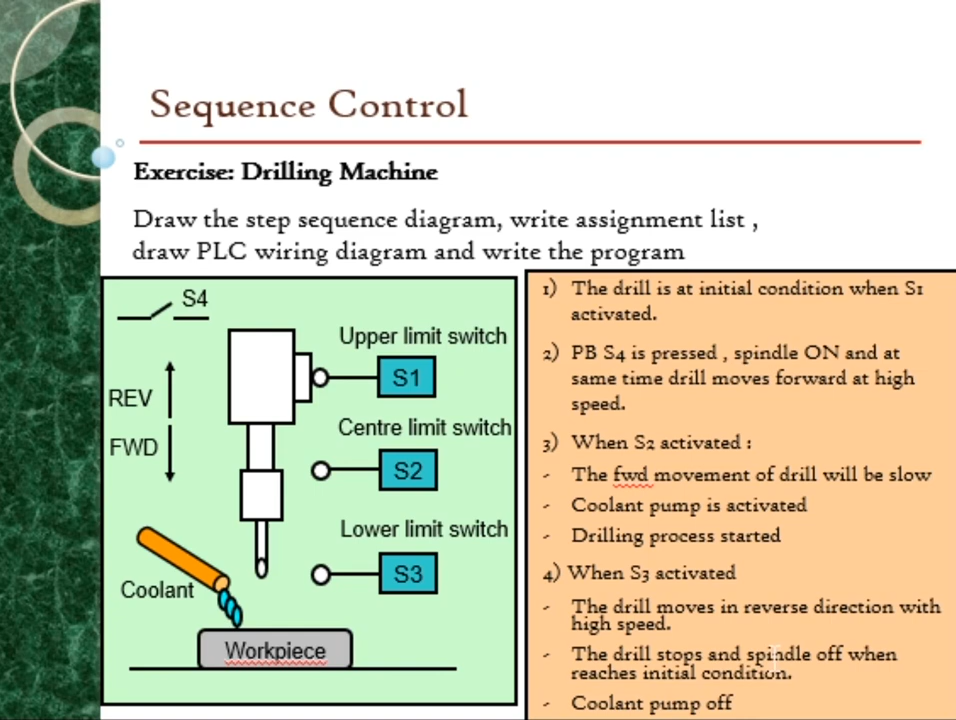 Sequence Control
Exercise: Drilling Machine
Draw the step sequence diagram, write assignment list ,
draw PLC wiring diagram and write the program
S4
REV
FWD
Upper limit switch
S1
Centre limit switch
S2
Lower limit switch
S3
Coolant
Workpiece
1) The drill is at initial condition when S1
activated.
2) PB S4 is pressed , spindle ON and at
same time drill moves forward at high
speed.
3) When S2 activated :
- The fwd movement of drill will be slow
- Coolant pump is activated
- Drilling process started
4) When S3 activated
- The drill moves in reverse direction with
high speed.
- The drill stops and spindle off when
reaches initial condition.
- Coolant pump off